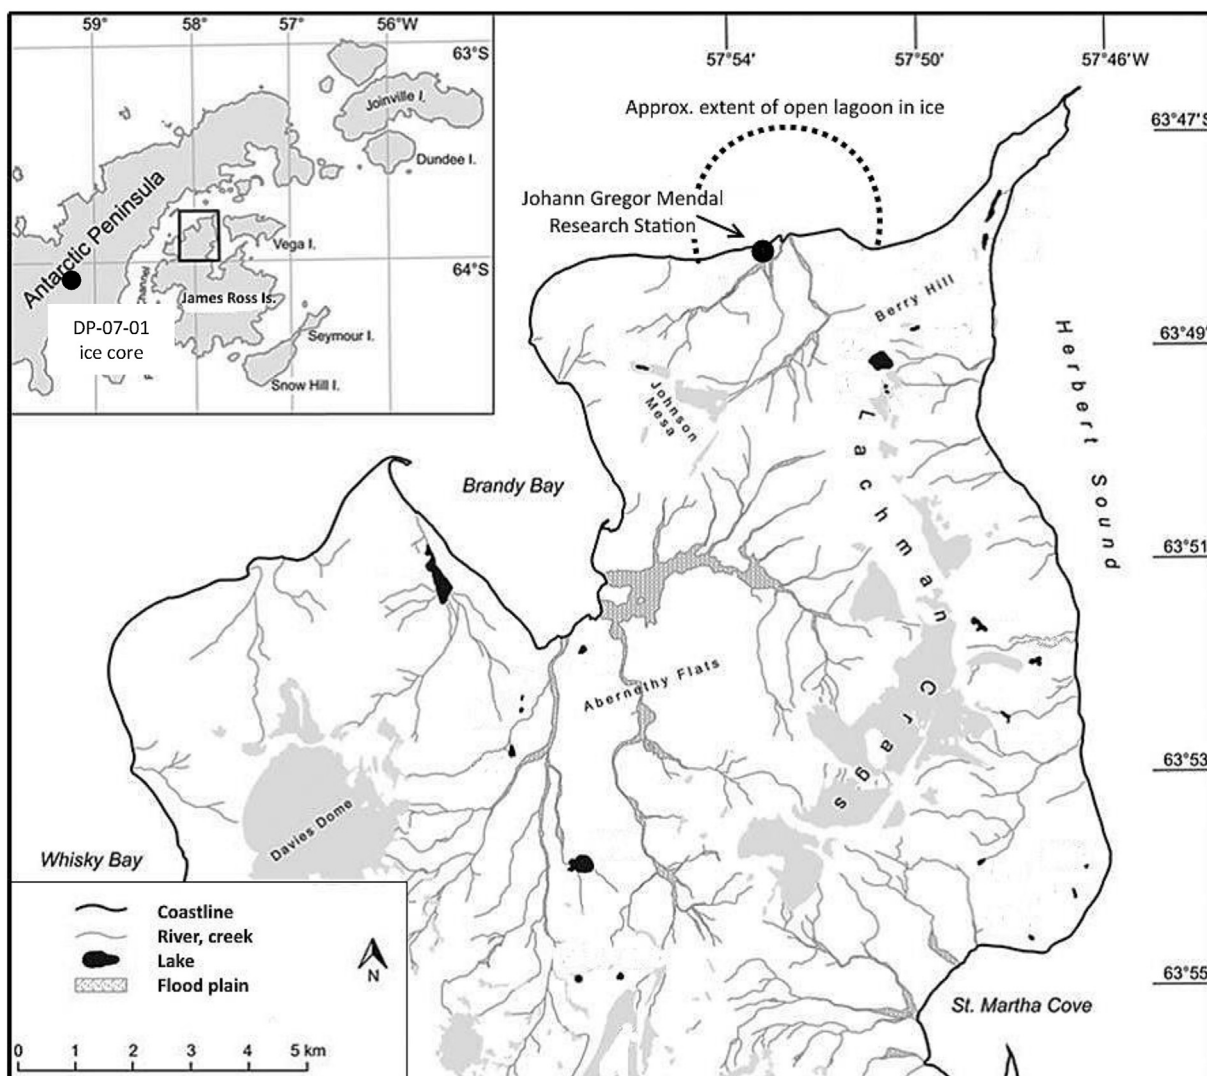 59°
58°
57°
56°W
63°S
Joinville I.
Dundee I.
Antarctic Peninsula
Vega I.
64°S
Channel
James Ross Is.
DP-07-01
ice core
Seymour I.
Snow Hill I.
57°54'
57°50'
57°46'W
Approx. extent of open lagoon in ice
63°47'S
Johann Gregor Mendal
Research Station
Berry Hill
63°49'
Johnson
Mesa
Herbert Sound
Lachman Crags
Brandy Bay
63°51
Abernethy Flats
63°53
Davies Dome
Whisky Bay
63°55
St. Martha Cove
Coastline
River, creek
Lake
Flood plain
N
0 1 2 3 4 5 km